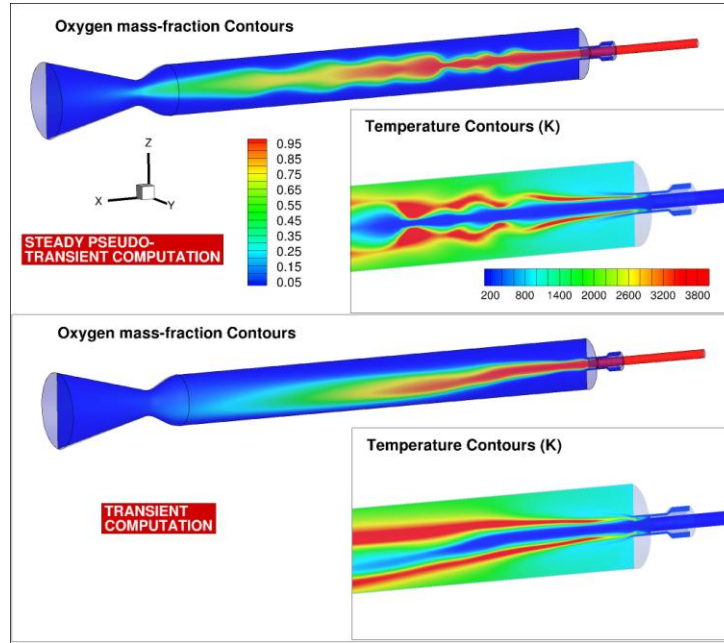 Oxygen mass-fraction Contours
Temperature Contours (K)
Z
X
Y
0.95
0.85
0.75
0.65
0.55
0.45
0.35
0.25
0.15
0.05
STEADY PSEUDO-
TRANSIENT COMPUTATION
200 800 1400 2000 2600 3200 3800
Oxygen mass-fraction Contours
Temperature Contours (K)
TRANSIENT
COMPUTATION